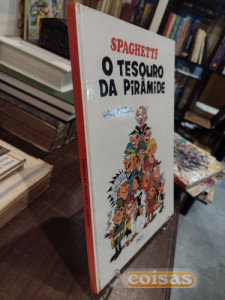 SPAGHETTI
O TESOURO
DA PIRÂMIDE
coisas